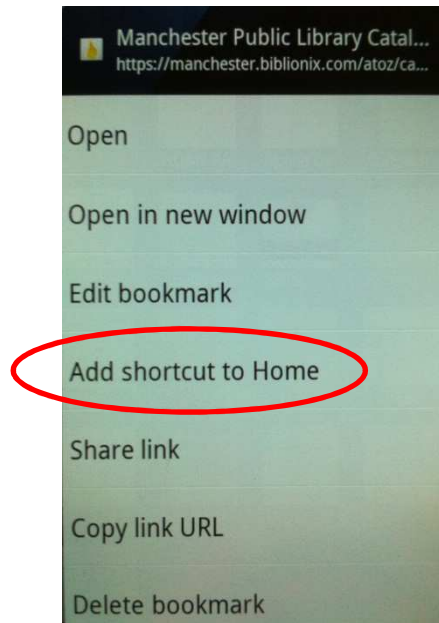 Manchester Public Library Catal...
https://manchester.biblionix.com/atoz/ca...
Open
Open in new window
Edit bookmark
Add shortcut to Home
Share link
Copy link URL
Delete bookmark